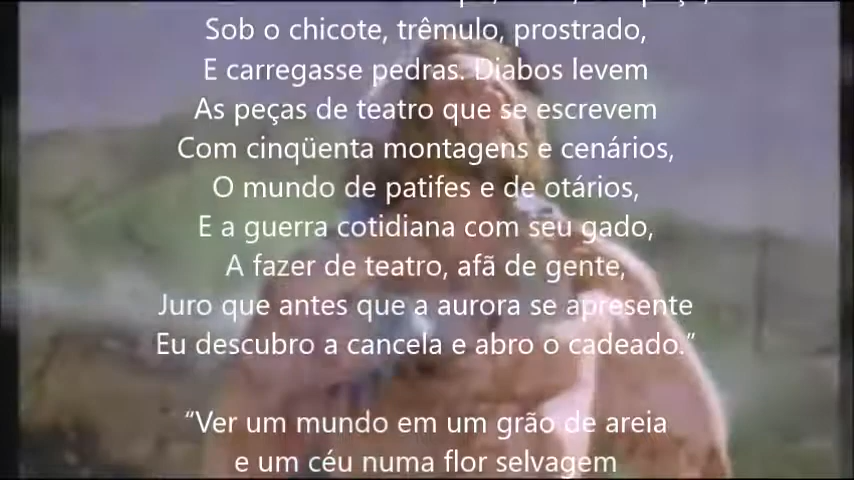 Sob o chicote, trêmulo, prostrado,
E carregasse pedras. Diabos levem
As peças de teatro que se escrevem
Com cinqüenta montagens e cenários,
O mundo de patifes e de otários,
E a guerra cotidiana com seu gado,
A fazer de teatro, afã de gente,
Juro que antes que a aurora se apresente
Eu descubro a cancela e abro o cadeado.”
“Ver um mundo em um grão de areia
e um céu numa flor selvagem